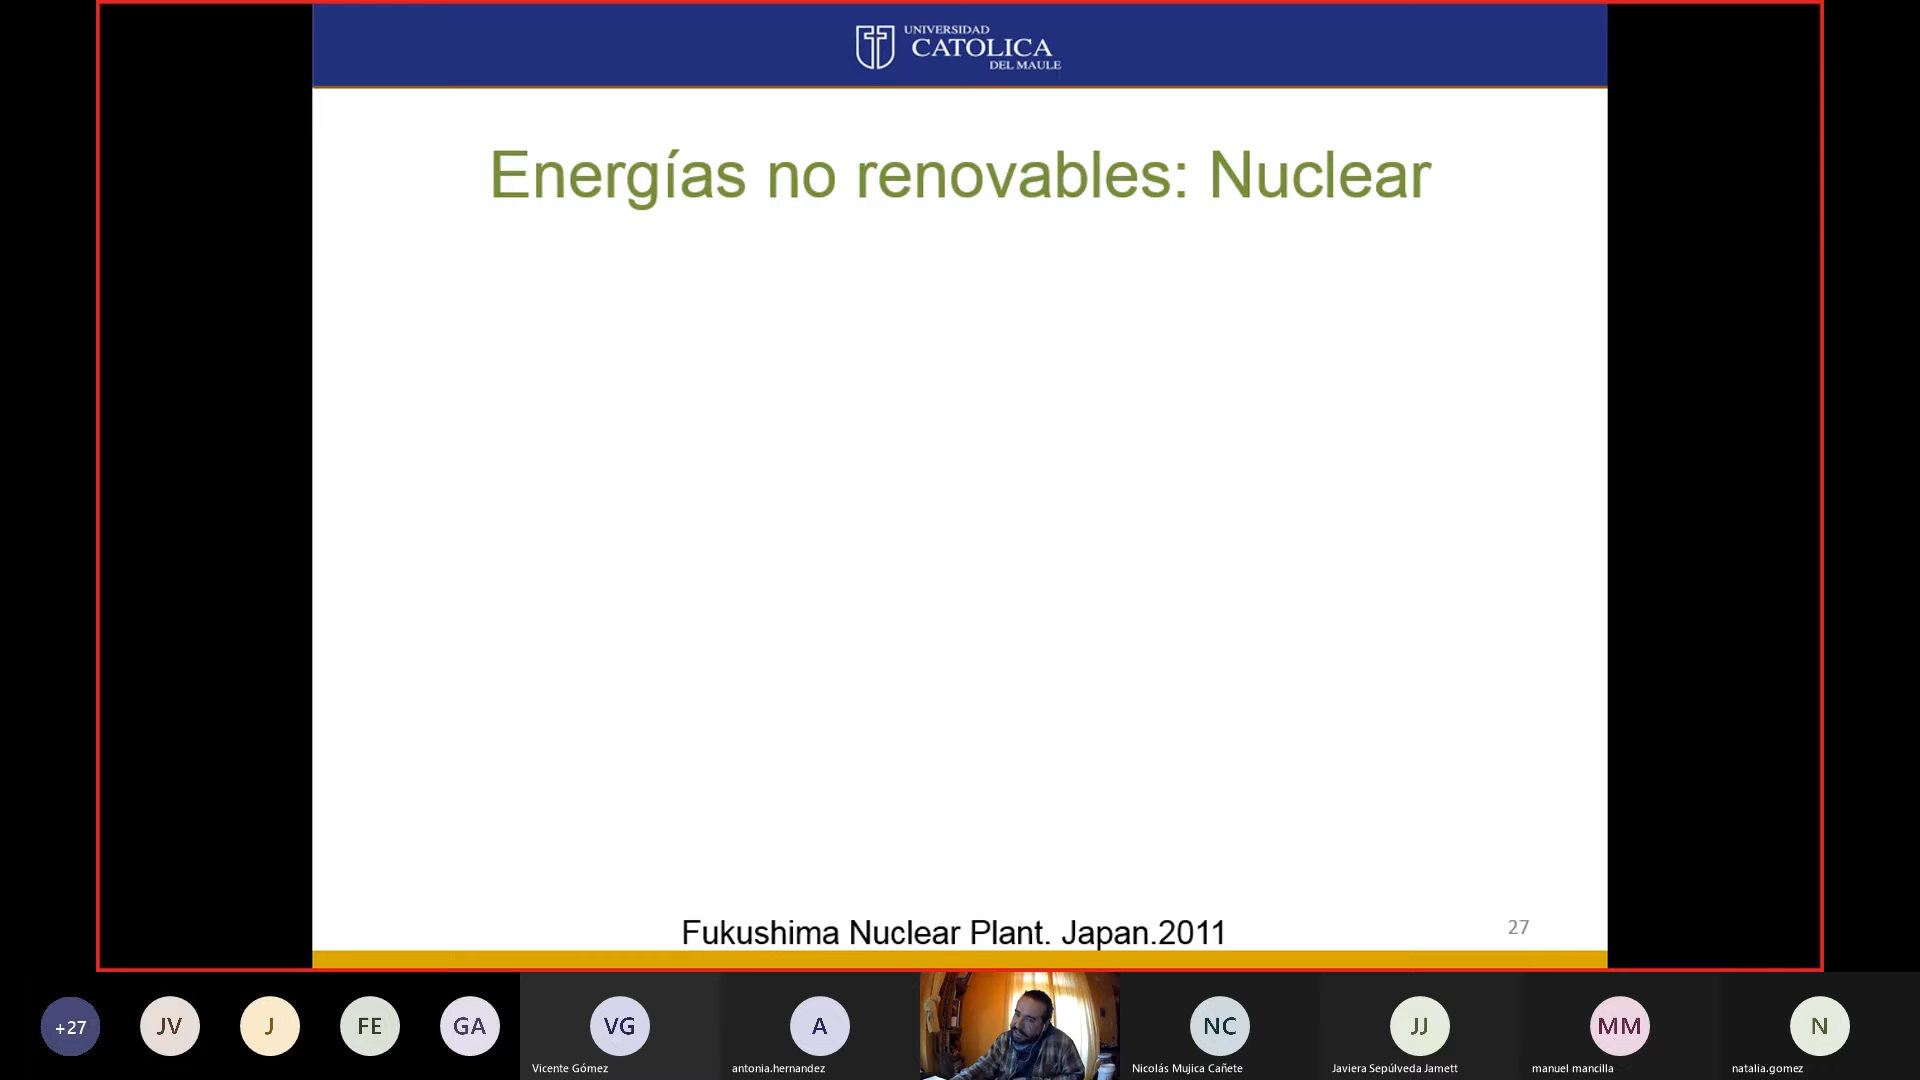 UNIVERSIDAD
CATOLICA
DEL MAULE
Energías no renovables: Nuclear
Fukushima Nuclear Plant. Japan.2011
27
+27
JV
J
FE
GA
VG
A
NC
JJ
MM
N
Vicente Gómez
antonia.hernandez
Nicolás Mujica Cañete
Javiera Sepúlveda Jamett
manuel mancilla
natalia.gomez